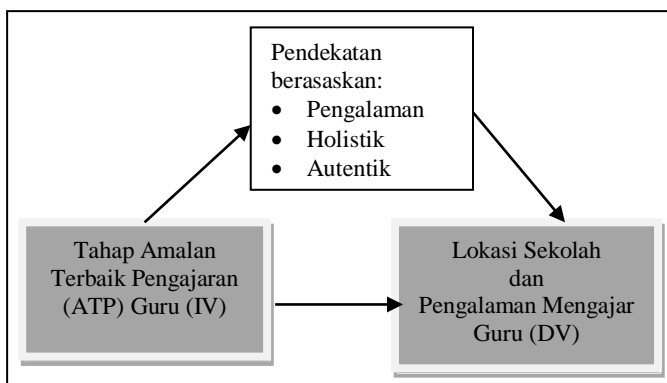 Pendekatan
berasaskan:
• Pengalaman
• Holistik
• Autentik
Tahap Amalan
Terbaik Pengajaran
(ATP) Guru (IV)
Lokasi Sekolah
dan
Pengalaman Mengajar
Guru (DV)